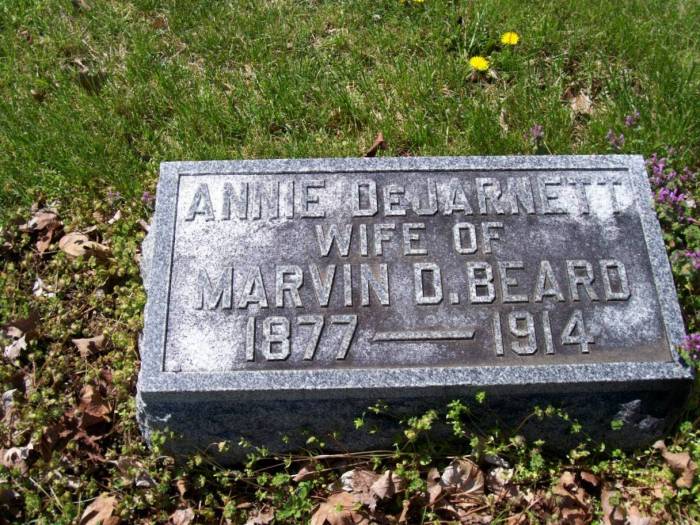 ANNIE DeJARNETT
WIFE OF
MARVIN D. BEARD
1877 — 1914